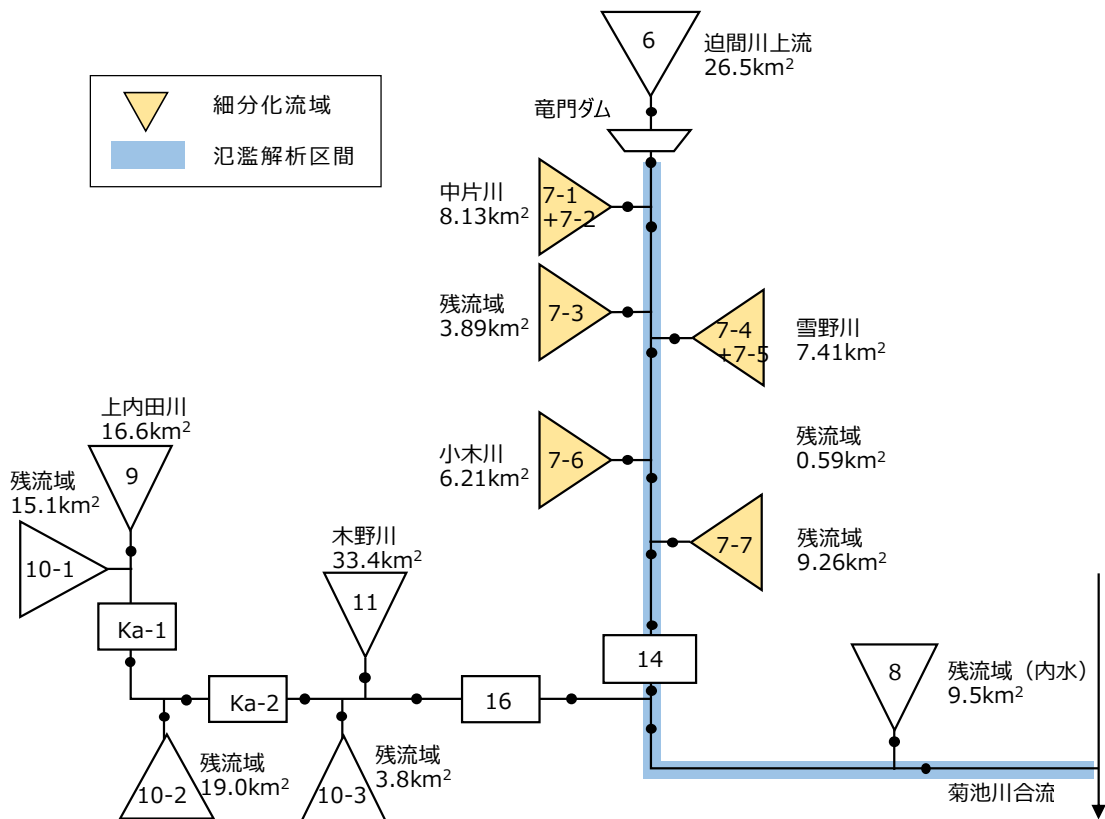 細分化流域
氾濫解析区間
6
迫間川上流
26.5km²
竜門ダム
中片川
8.13km²
7-1
+7-2
残流域
3.89km²
7-3
7-4
+7-5
雪野川
7.41km²
小木川
6.21km²
7-6
残流域
0.59km²
7-7
残流域
9.26km²
上内田川
16.6km²
9
残流域
15.1km²
10-1
Ka-1
木野川
33.4km²
11
14
Ka-2
16
8
残流域（内水）
9.5km²
10-2
残流域
19.0km²
10-3
残流域
3.8km²
菊池川合流